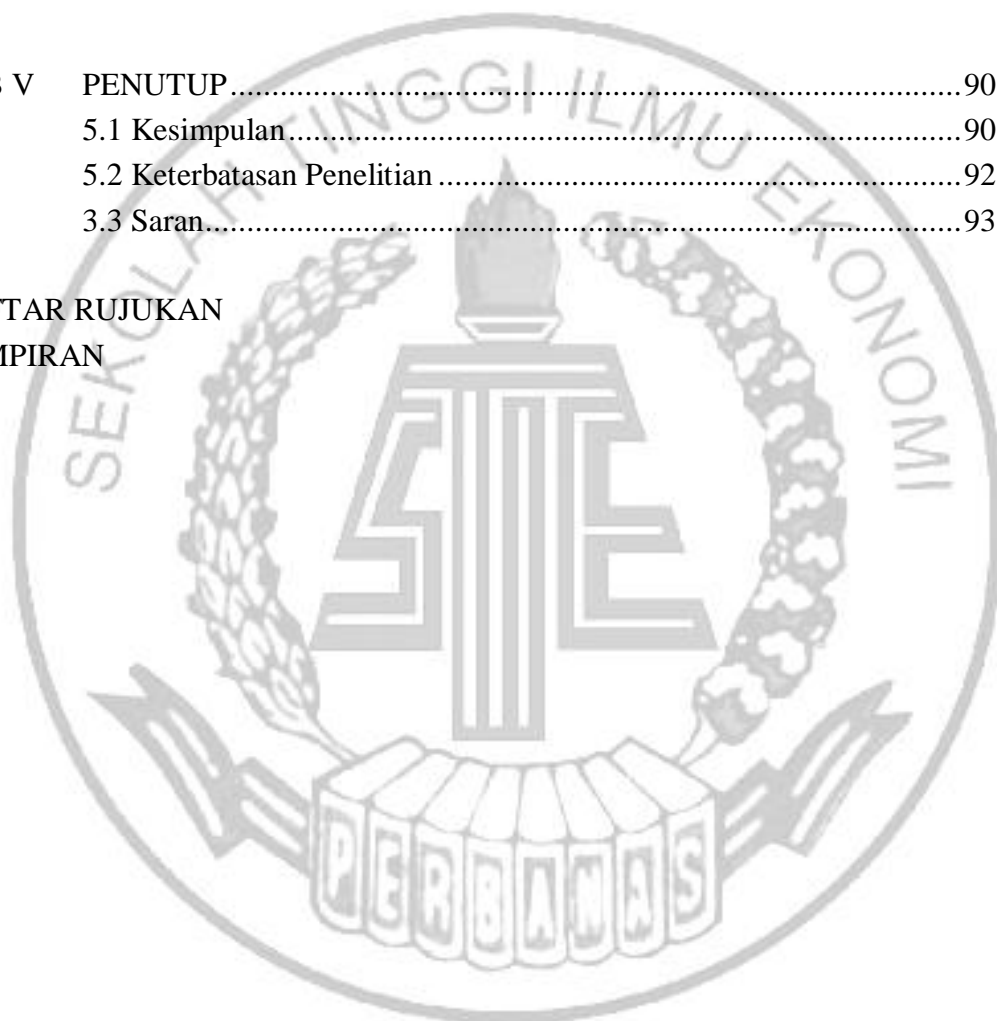 B V PENUTUP........................................................................................90
5.1 Kesimpulan.................................................................................90
5.2 Keterbatasan Penelitian ...............................................................92
3.3 Saran...........................................................................................93
TAR RUJUKAN
MPIRAN
SEKOLAH TINGGI ILMU EKONOMI
STIE
PERBANAS